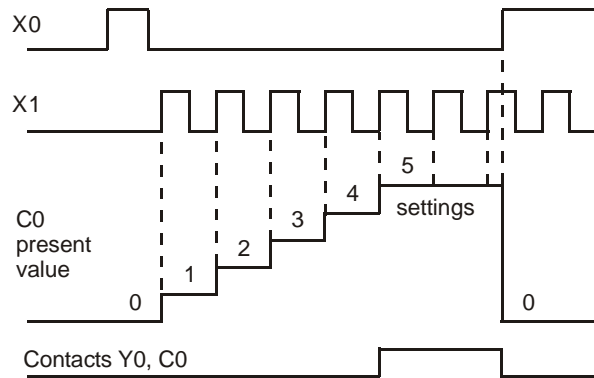 X0
X1
5
settings
4
3
2
1
C0
present
value
0
0
Contacts Y0, C0